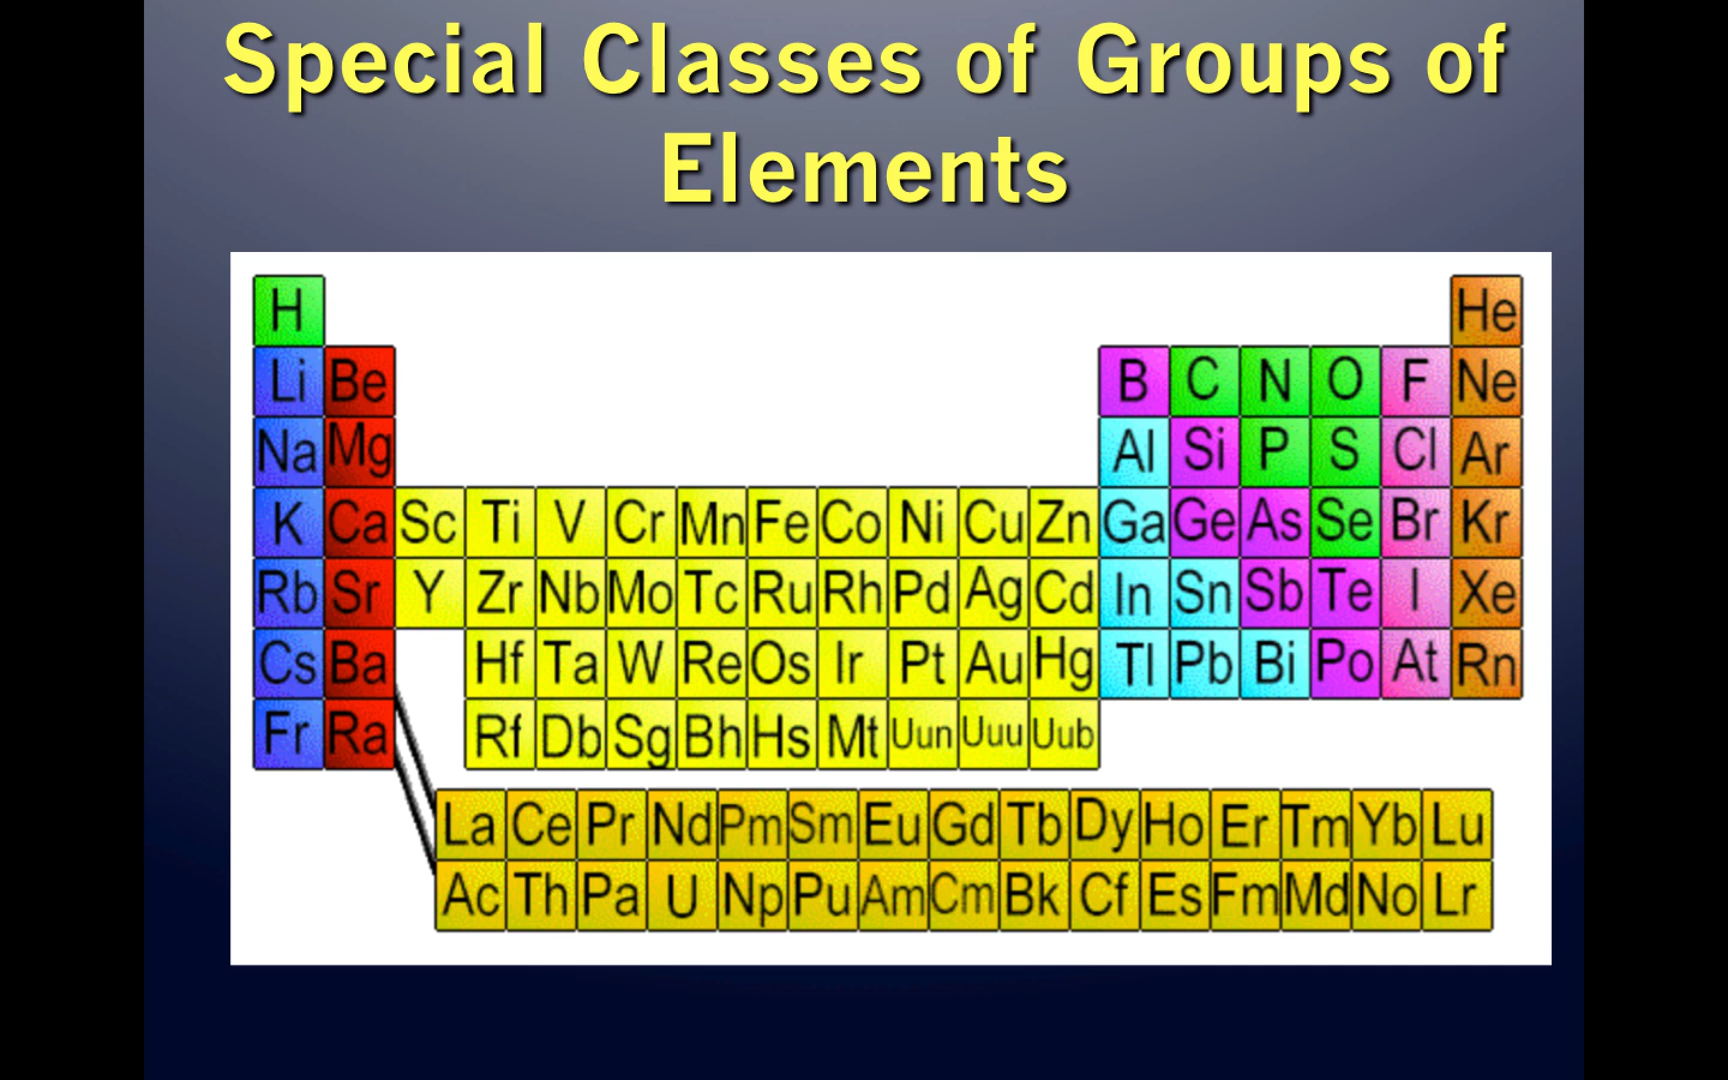 Special Classes of Groups of
Elements
H He
Li Be B C N O F Ne
Na Mg Al Si P S Cl Ar
K Ca Sc Ti V Cr Mn Fe Co Ni Cu Zn Ga Ge As Se Br Kr
Rb Sr Y Zr Nb Mo Tc Ru Rh Pd Ag Cd In Sn Sb Te I Xe
Cs Ba Hf Ta W Re Os Ir Pt Au Hg Tl Pb Bi Po At Rn
Fr Ra Rf Db Sg Bh Hs Mt Uun Uuu Uub
La Ce Pr Nd Pm Sm Eu Gd Tb Dy Ho Er Tm Yb Lu
Ac Th Pa U Np Pu Am Cm Bk Cf Es Fm Md No Lr